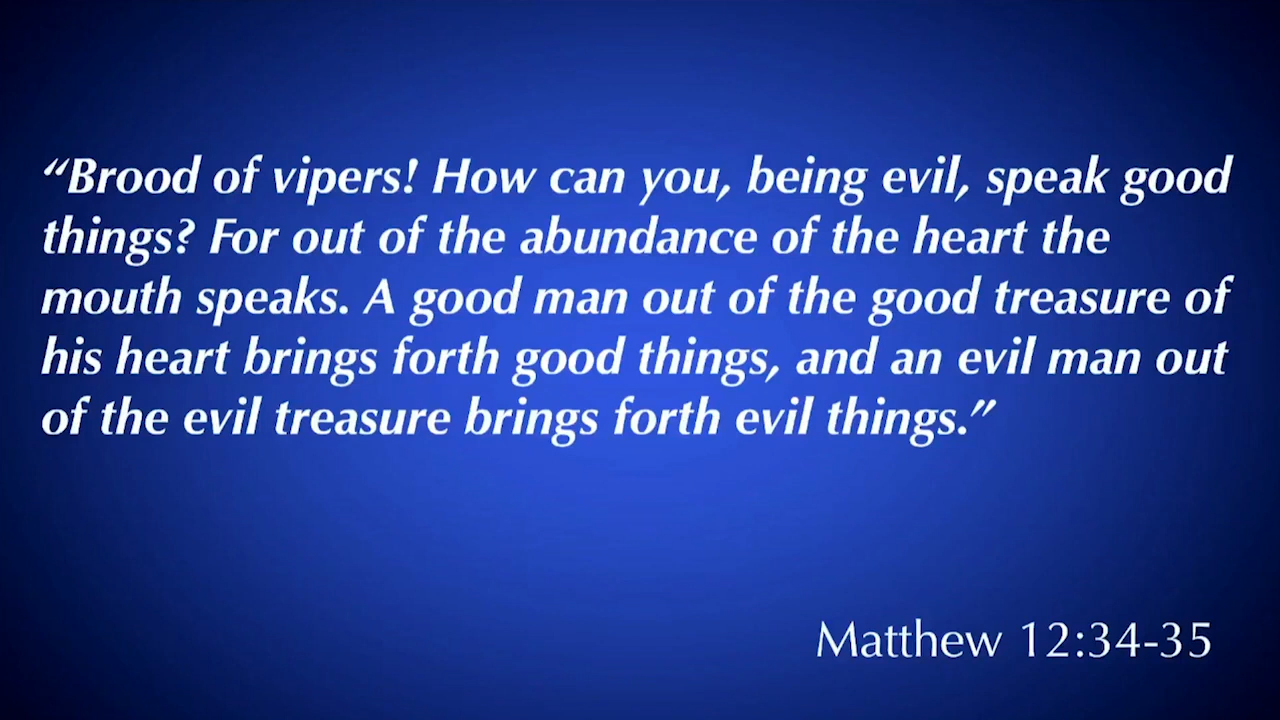 “Brood of vipers! How can you, being evil, speak good
things? For out of the abundance of the heart the
mouth speaks. A good man out of the good treasure of
his heart brings forth good things, and an evil man out
of the evil treasure brings forth evil things.”
Matthew 12:34-35